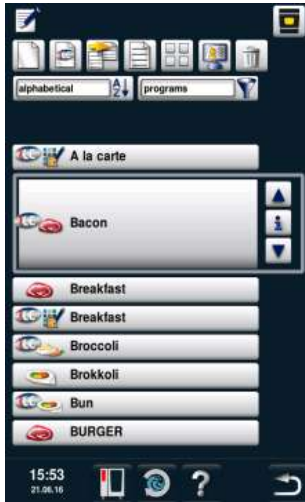 alphabetical
programs
A la carte
Bacon
Breakfast
Breakfast
Broccoli
Brokkoli
Bun
BURGER
15:53
21.06.16
?